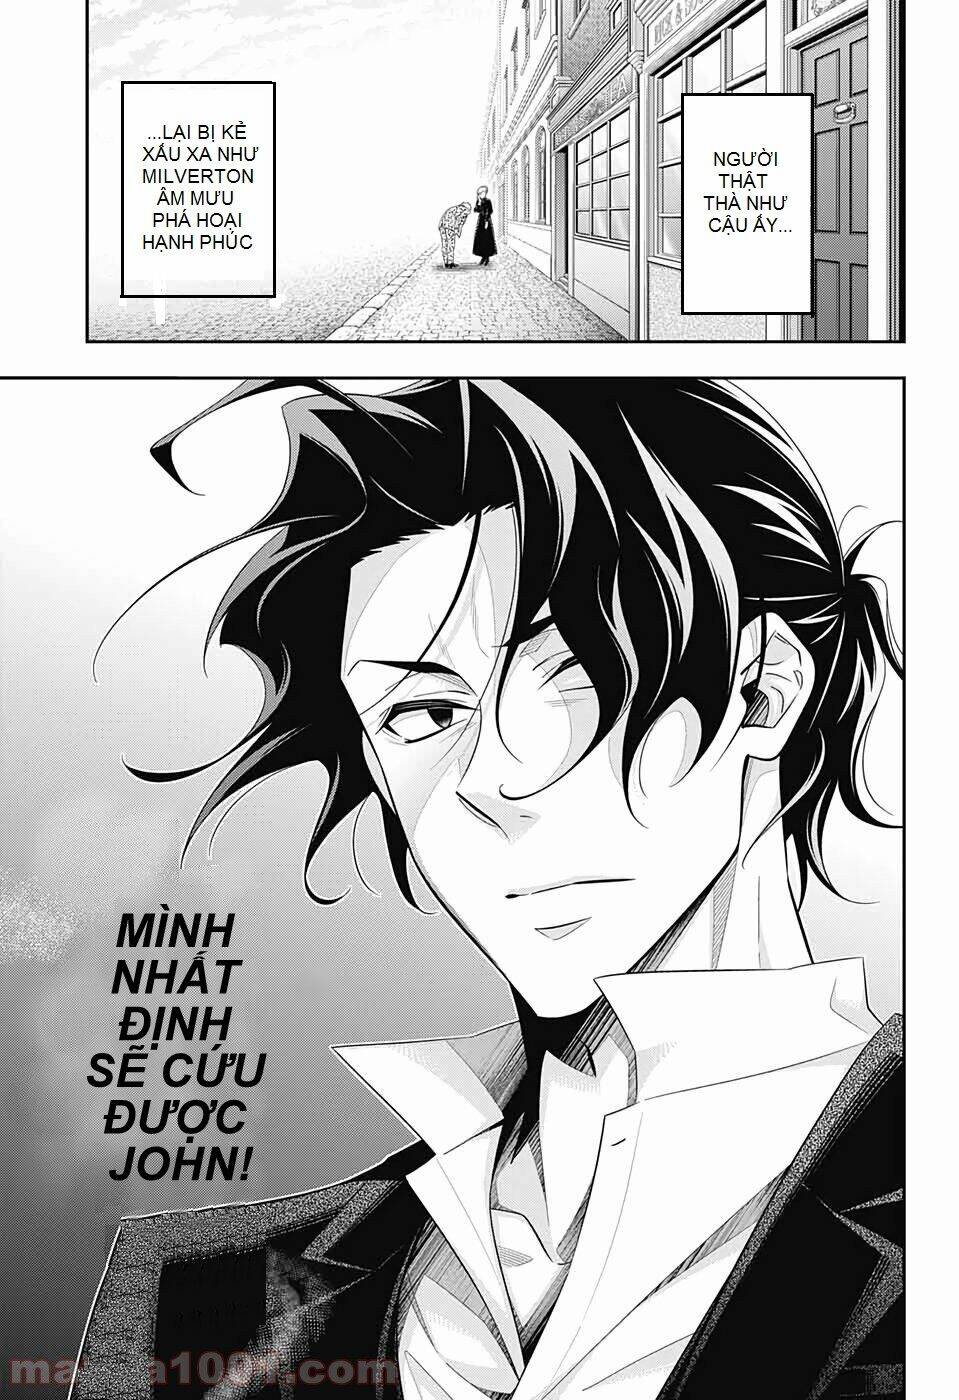 NGƯỜI
THẬT
THÀ NHƯ
CẬU ẤY...
...LẠI BỊ KẺ
XẤU XA NHƯ
MILVERTON
ÂM MƯU
PHÁ HOẠI
HẠNH PHÚC
TEA
MÌNH
NHẤT
ĐỊNH
SẼ CỨU
ĐƯỢC
JOHN!